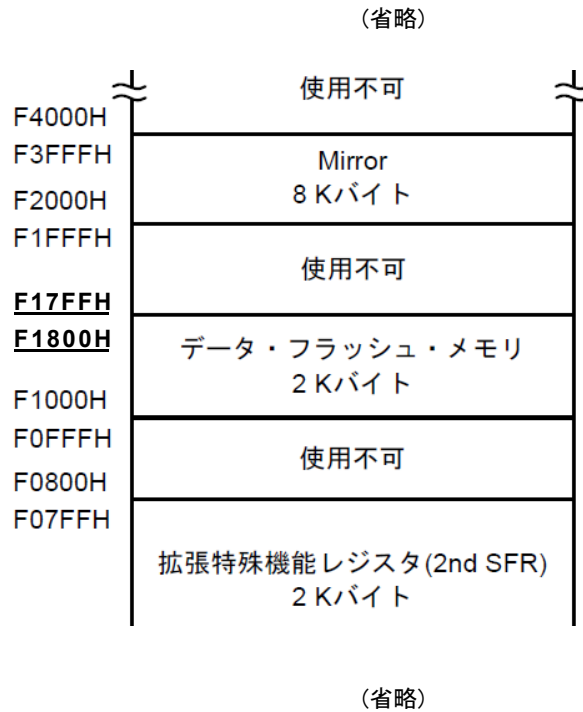 (省略)
使用不可
F4000H
F3FFFH
Mirror
8 Kバイト
F2000H
F1FFFH
使用不可
F17FFH
F1800H
データ・フラッシュ・メモリ
2 Kバイト
F1000H
F0FFFH
使用不可
F0800H
F07FFH
拡張特殊機能レジスタ(2nd SFR)
2 Kバイト
(省略)